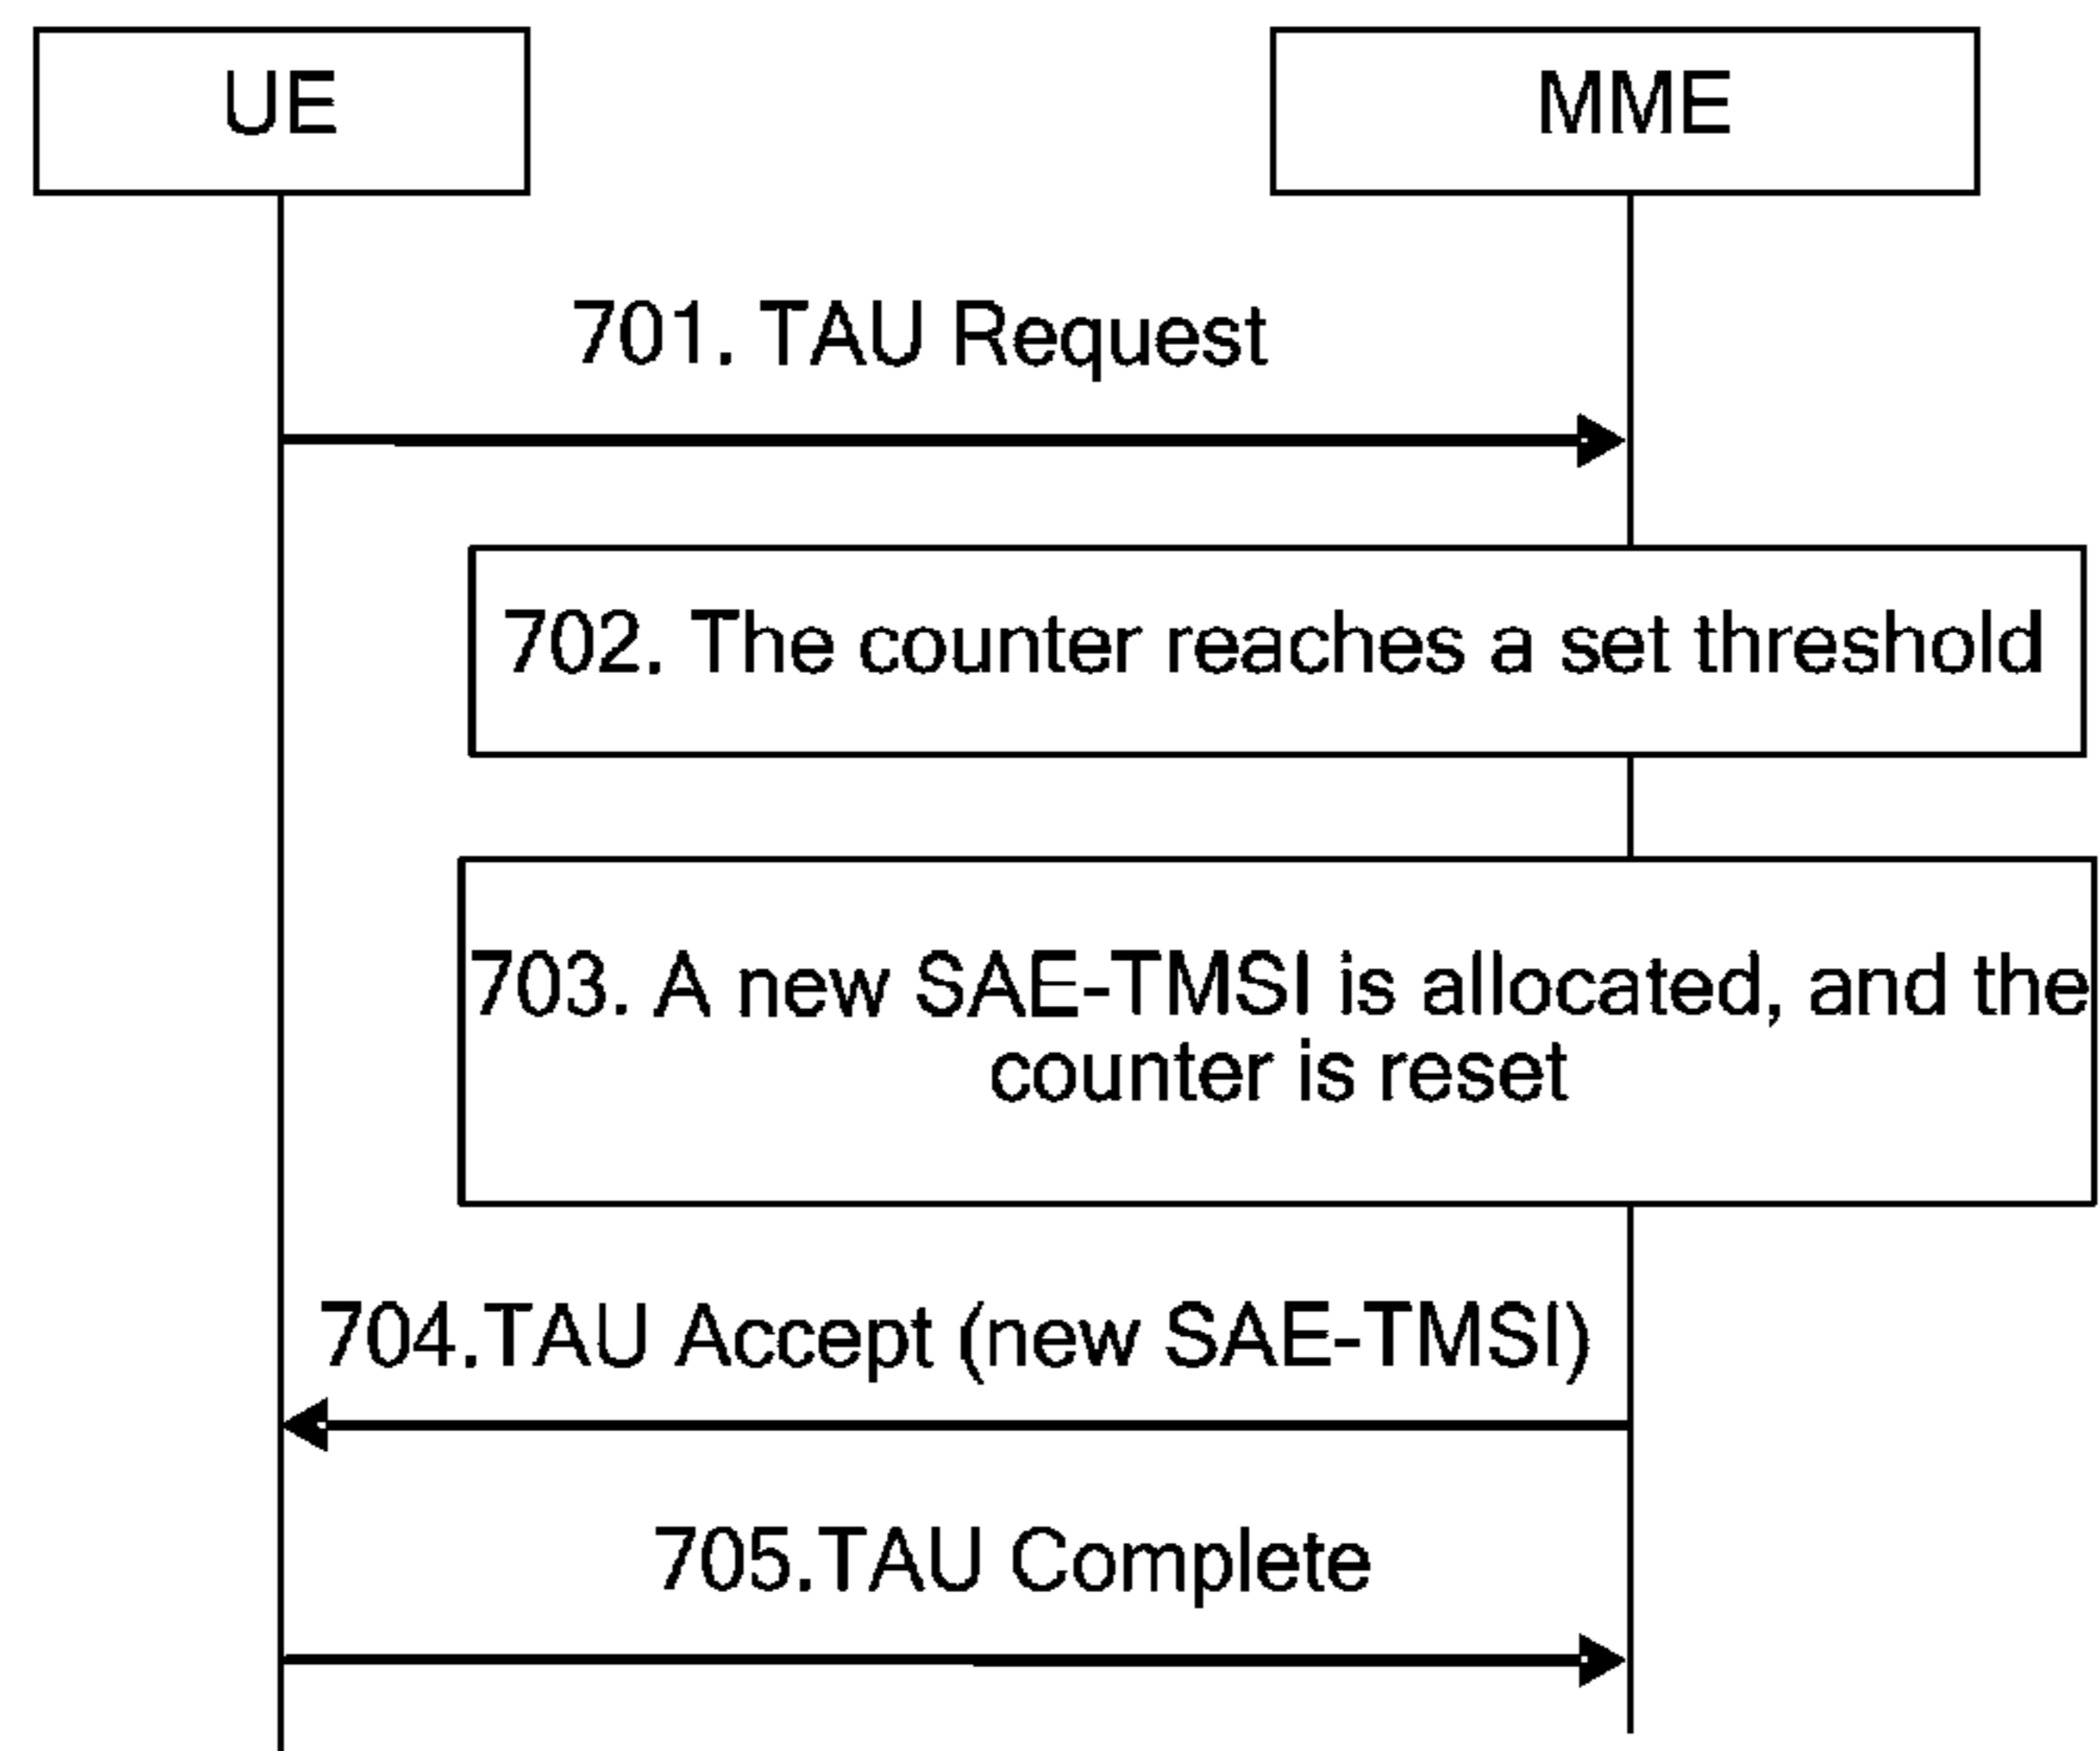 UE
MME
701. TAU Request
702. The counter reaches a set threshold
703. A new SAE-TMSI is allocated, and the
counter is reset
704.TAU Accept (new SAE-TMSI)
705.TAU Complete